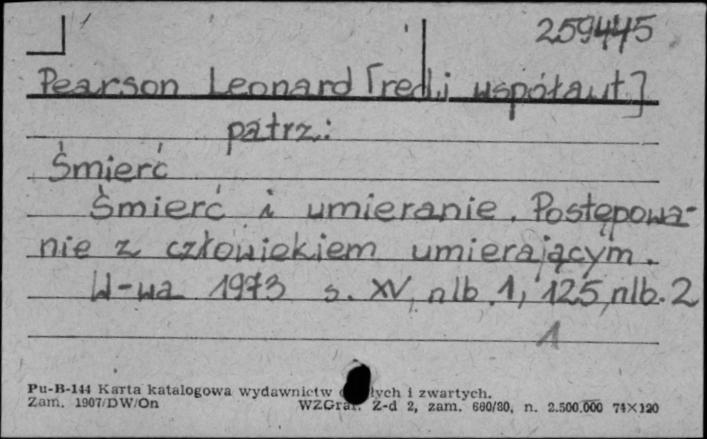 259445
Pearson Leonard [red. i współaut.]
patrz:
Śmierć
Śmierć i umieranie. Postępowa-
nie z człowiekiem umierającym.
W-wa 1973 s. XV, nlb. 1, 125, nlb. 2
1
Pu-B-144 Karta katalogowa wydawnictw i zwartych.
Zam. 1907/DW/On WZGraf. Z-d 2, zam. 660/80, n. 2.500.000 74×120